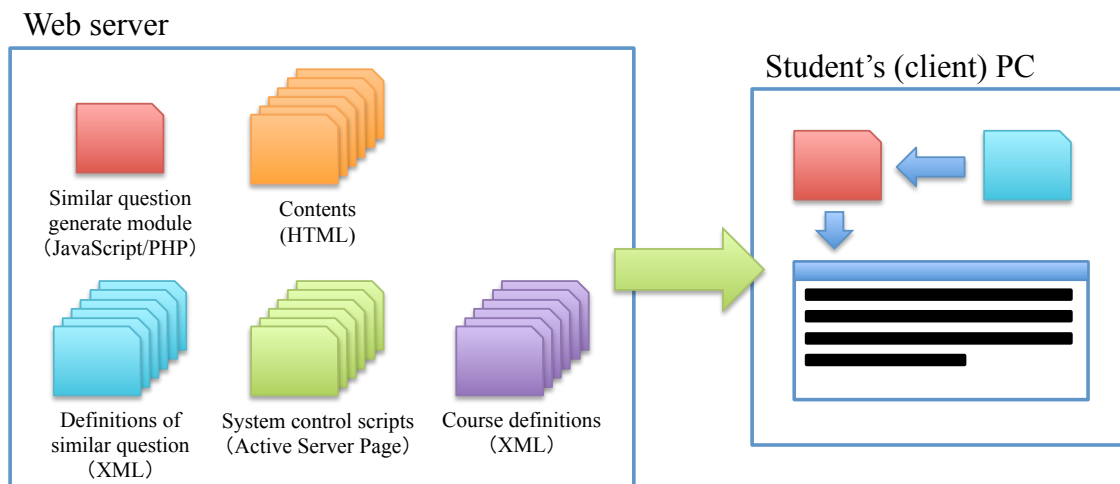 Web server
Student’s (client) PC
Similar question
generate module
（JavaScript/PHP）
Contents
(HTML)
Definitions of
similar question
（XML）
System control scripts
（Active Server Page）
Course definitions
（XML）